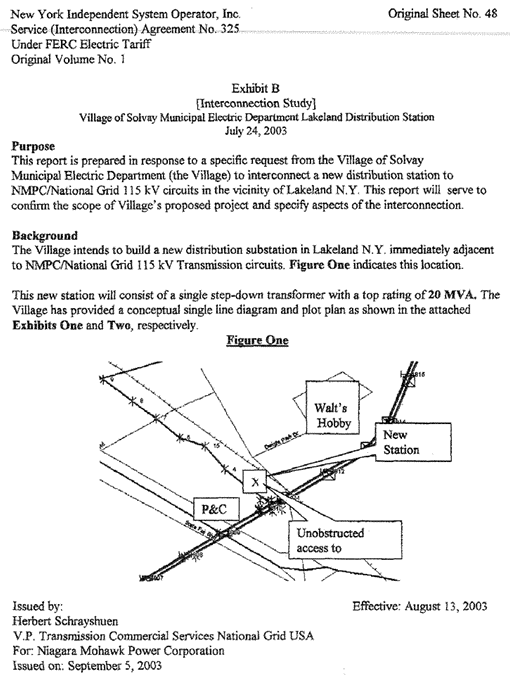 New York Independent System Operator, Inc. Original Sheet No. 48
Service (Interconnection) Agreement No. 325
Under FERC Electric Tariff
Original Volume No. 1
Exhibit B
[Interconnection Study]
Village of Solvay Municipal Electric Department Lakeland Distribution Station
July 24, 2003
Purpose
This report is prepared in response to a specific request from the Village of Solvay
Municipal Electric Department (the Village) to interconnect a new distribution station to
NMPC/National Grid 115 kV circuits in the vicinity of Lakeland N.Y. This report will serve to
confirm the scope of Village's proposed project and specify aspects of the interconnection.
Background
The Village intends to build a new distribution substation in Lakeland N.Y. immediately adjacent
to NMPC/National Grid 115 kV Transmission circuits. Figure One indicates this location.
This new station will consist of a single step-down transformer with a top rating of 20 MVA. The
Village has provided a conceptual single line diagram and plot plan as shown in the attached
Exhibits One and Two, respectively.
Figure One
Walt's
Hobby
New
Station
X
P&C
Unobstructed
access to
Issued by: Effective: August 13, 2003
Herbert Schrayshuen
V.P. Transmission Commercial Services National Grid USA
For: Niagara Mohawk Power Corporation
Issued on: September 5, 2003